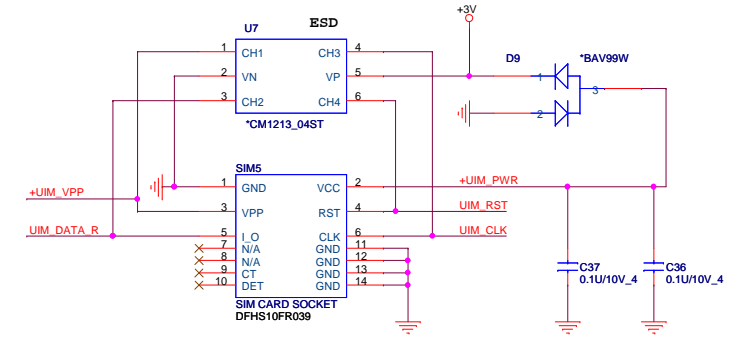 +3V
U7
ESD
1 CH1 CH3 4
2 VN VP 5
3 CH2 CH4 6
*CM1213_04ST
D9
*BAV99W
1
3
2
SIM5
1 GND VCC 2
+UIM_PWR
+UIM_VPP
3 VPP RST 4
UIM_RST
UIM_DATA_R
5 I_O CLK 6
UIM_CLK
7 N/A GND 11
8 N/A GND 12
9 CT GND 13
10 DET GND 14
SIM CARD SOCKET
DFHS10FR039
C37
0.1U/10V_4
C36
0.1U/10V_4